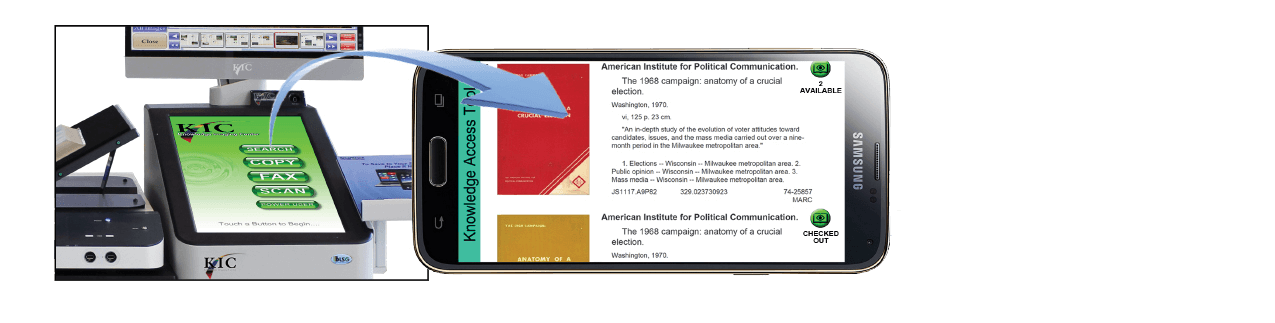 Close
KIC
KIC
SEARCH
COPY
FAX
SCAN
POWER USER
Touch a Button to Begin....
KIC
Knowledge Access
CRUCIAL
American Institute for Political Communication.
The 1968 campaign: anatomy of a crucial
election.
Washington, 1970.
vi, 125 p. 23 cm.
"An in-depth study of the evolution of voter attitudes toward
candidates, issues, and the mass media carried out over a nine-
month period in the Milwaukee metropolitan area."
1. Elections -- Wisconsin -- Milwaukee metropolitan area. 2.
Public opinion -- Wisconsin -- Milwaukee metropolitan area. 3.
Mass media -- Wisconsin -- Milwaukee metropolitan area.
JS1117.A9P82 329.023730923 74-25857
MARC
2
AVAILABLE
THE 1968 CAMPAIGN:
ANATOMY OF A
American Institute for Political Communication.
The 1968 campaign: anatomy of a crucial
election.
Washington, 1970.
CHECKED
OUT
SAMSUNG